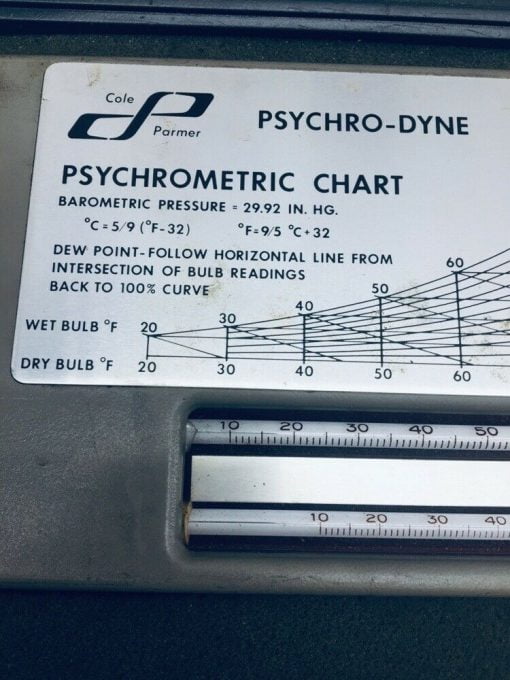 Cole
Parmer
PSYCHRO-DYNE
PSYCHROMETRIC CHART
BAROMETRIC PRESSURE = 29.92 IN. HG.
°C = 5/9 (°F-32) °F=9/5 °C+32
DEW POINT-FOLLOW HORIZONTAL LINE FROM
INTERSECTION OF BULB READINGS
BACK TO 100% CURVE
WET BULB °F 20 30 40 50 60
DRY BULB °F 20 30 40 50 60
10 20 30 40 50
10 20 30 40